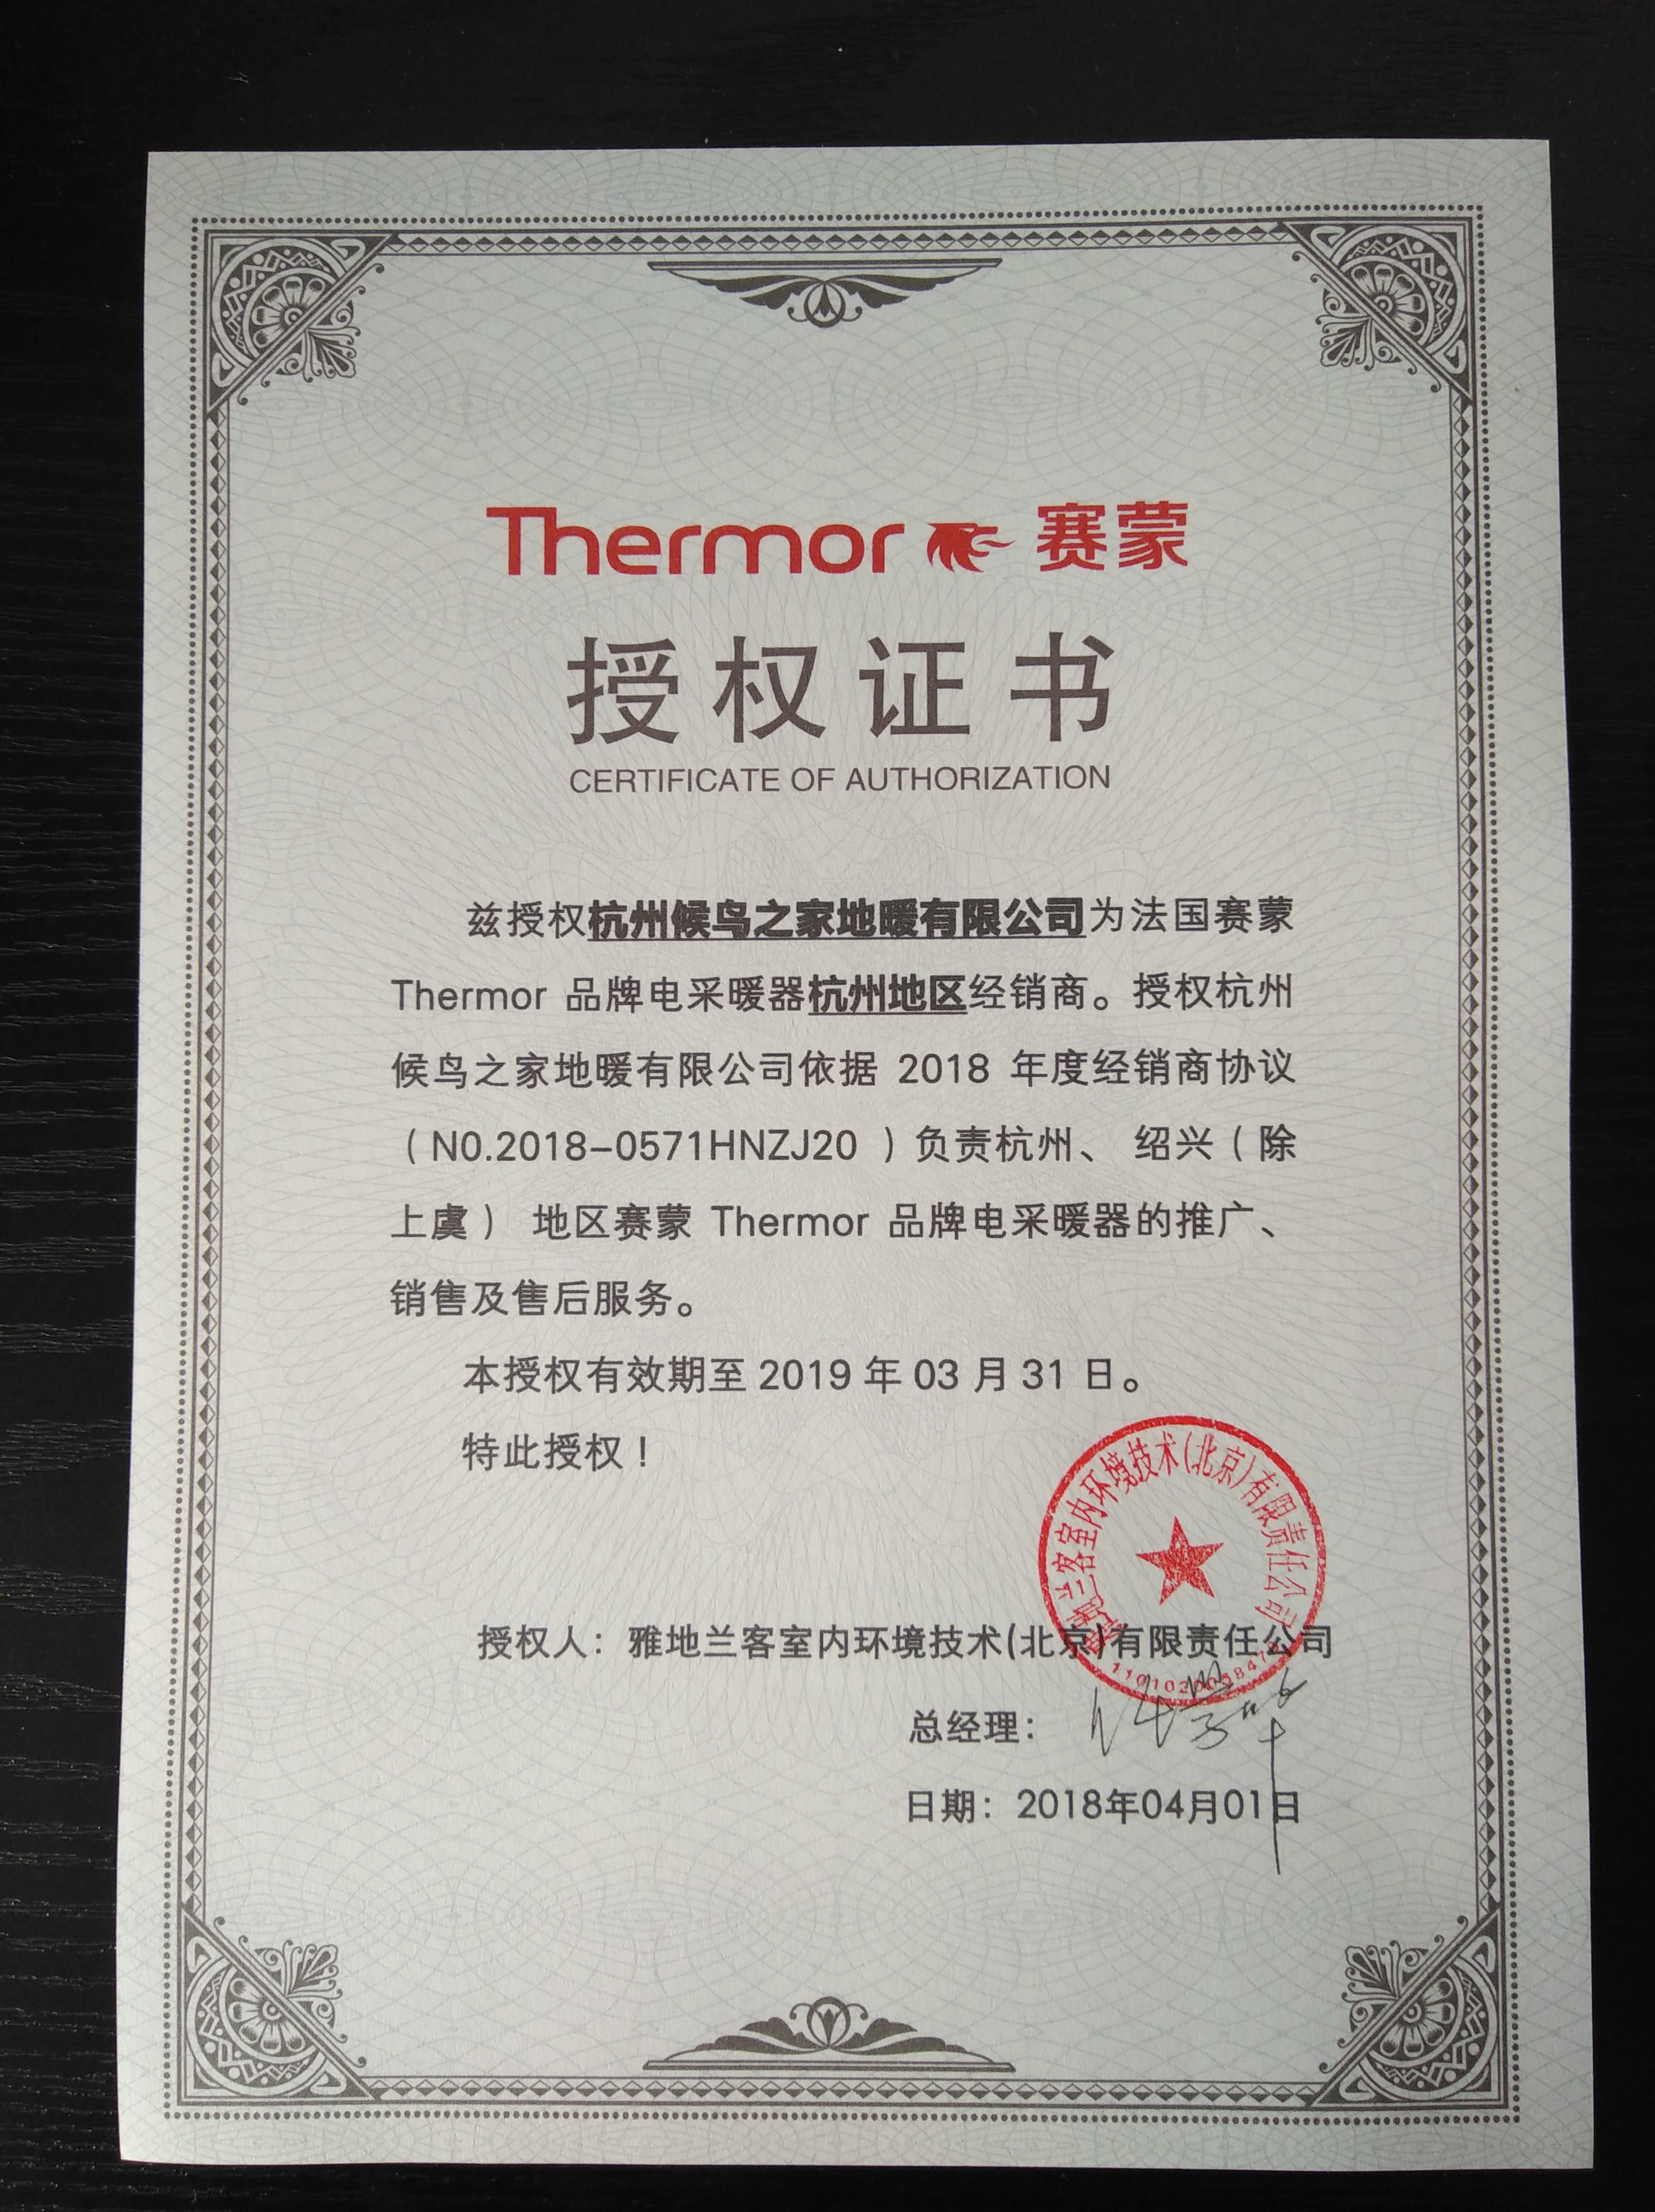 Thermor 赛蒙
授权证书
CERTIFICATE OF AUTHORIZATION
兹授权杭州候鸟之家地暖有限公司为法国赛蒙
Thermor 品牌电采暖器杭州地区经销商。授权杭州
候鸟之家地暖有限公司依据 2018 年度经销商协议
（N0.2018-0571HNZJ20 ）负责杭州、 绍兴（除
上虞） 地区赛蒙 Thermor 品牌电采暖器的推广、
销售及售后服务。
本授权有效期至 2019 年 03 月 31 日。
特此授权！
雅地兰客室内环境技术(北京)有限责任公司
授权人：雅地兰客室内环境技术(北京)有限责任公司
总经理：
日期：2018年04月01日